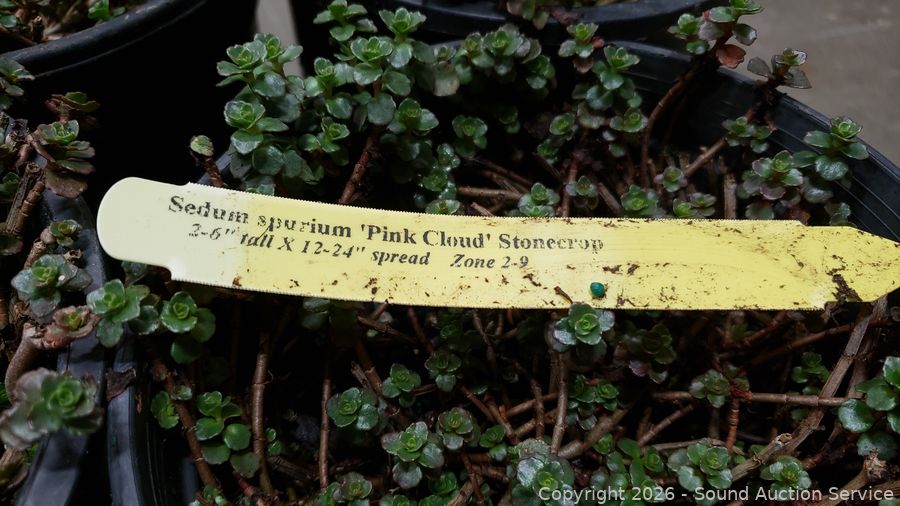 Sedum spurium 'Pink Cloud' Stonecrop
2-6" tall X 12-24" spread Zone 2-9
Copyright 2026 - Sound Auction Service